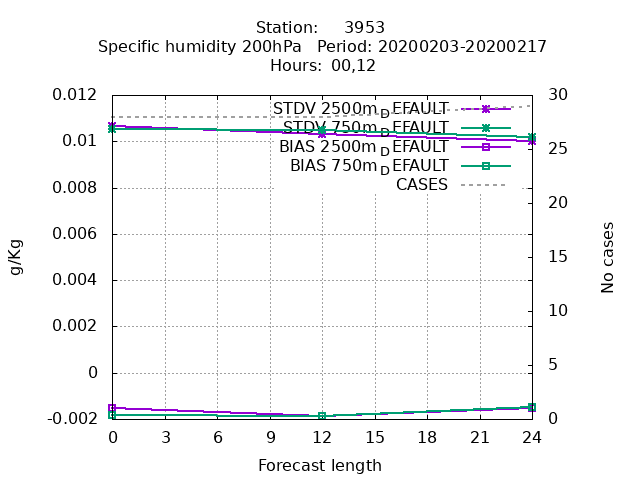 Station:     3953
Specific humidity 200hPa   Period: 20200203-20200217
Hours: 00,12
0.012
0.01
0.008
0.006
0.004
0.002
0
-0.002
g/Kg
STDV 2500m_DEFAULT
STDV 750m_DEFAULT
BIAS 2500m_DEFAULT
BIAS 750m_DEFAULT
CASES
30
25
20
15
10
5
0
No cases
0 3 6 9 12 15 18 21 24
Forecast length